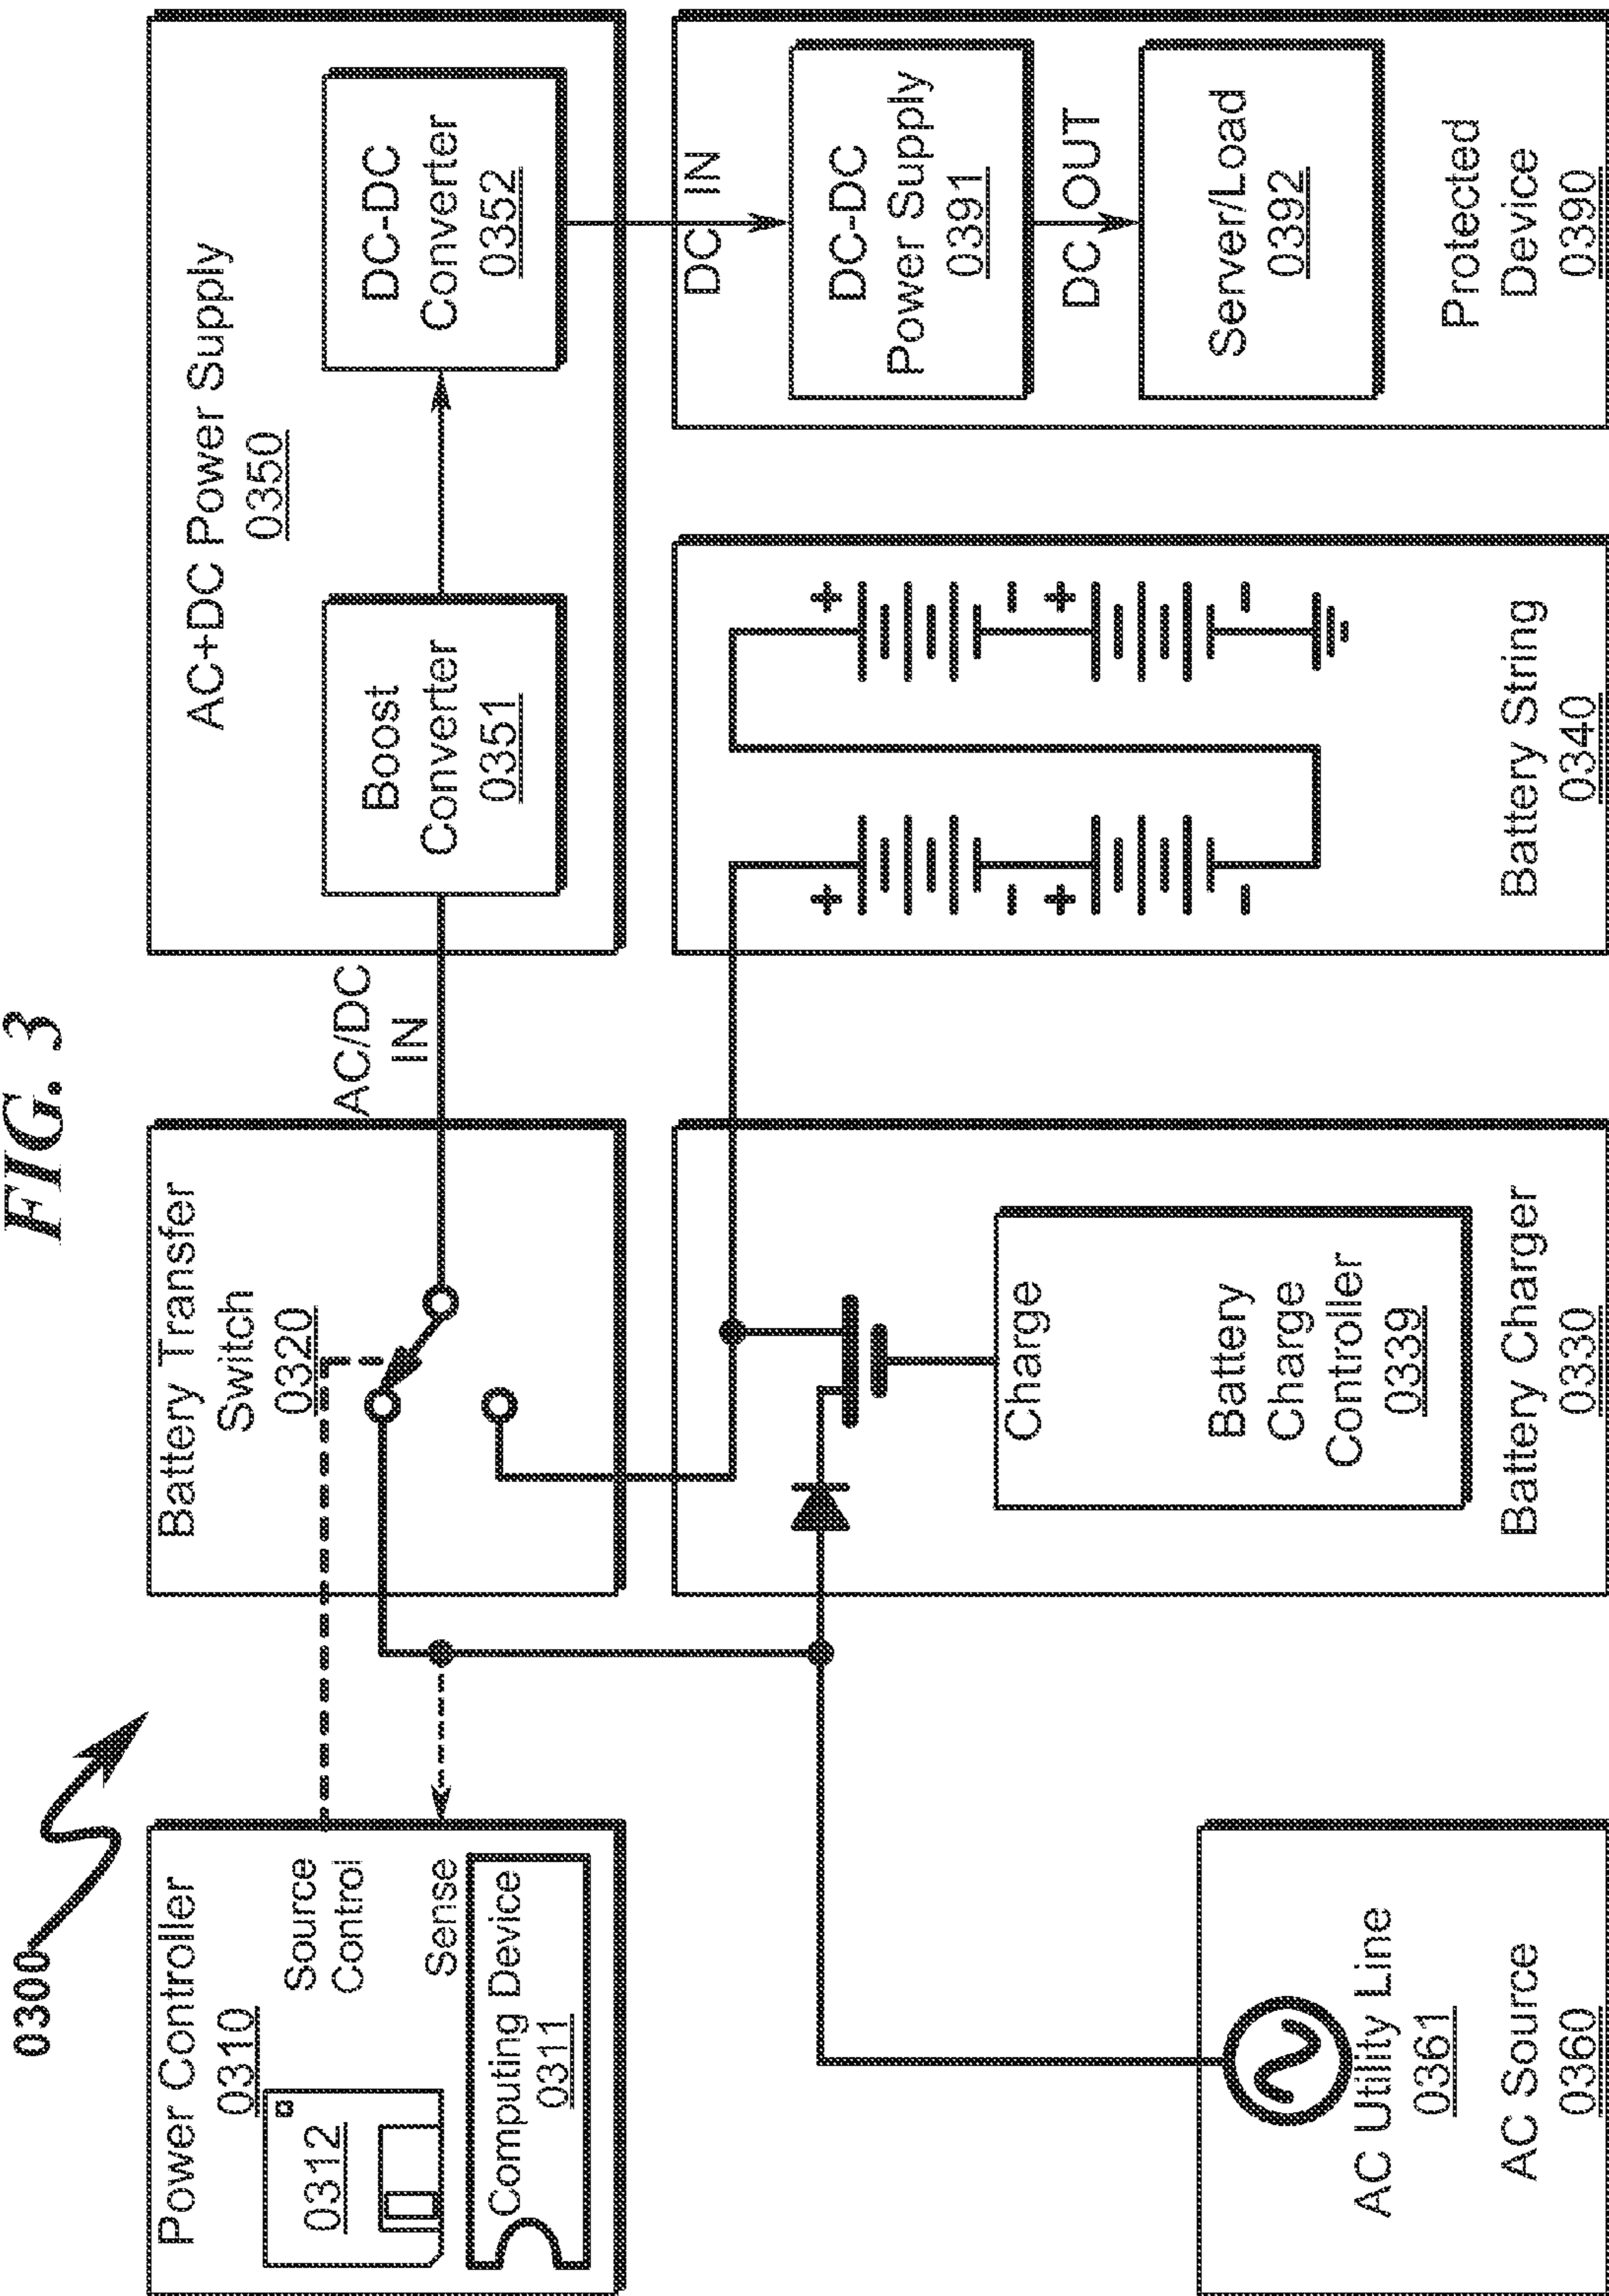 FIG. 3
0300
Power Controller
0310
0312
Source
Control
Sense
Computing Device
0311
Battery Transfer
Switch
0320
AC/DC
IN
AC+DC Power Supply
0350
Boost
Converter
0351
DC-DC
Converter
0352
AC Utility Line
0361
AC Source
0360
Charge
Battery
Charge
Controller
0339
Battery Charger
0330
+
-
+
-
+
-
+
-
Battery String
0340
DC IN
DC-DC
Power Supply
0391
DC OUT
Server/Load
0392
Protected
Device
0390